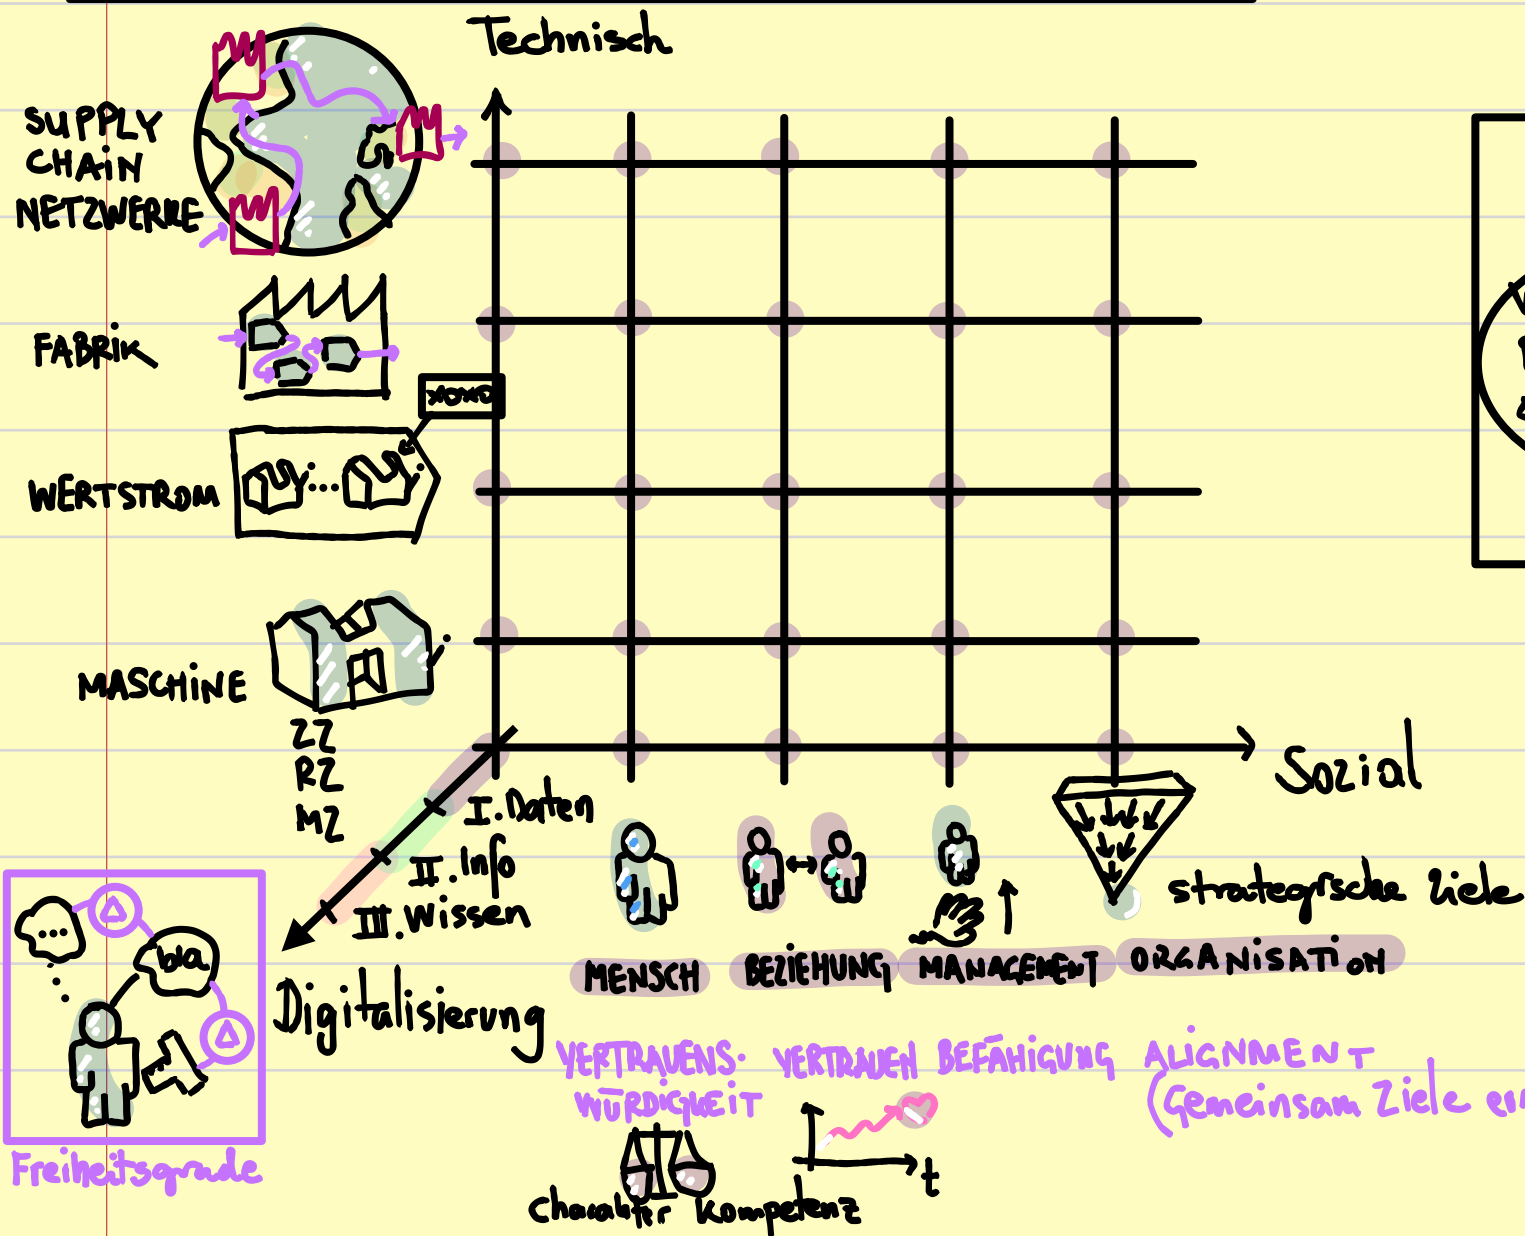 Technisch
SUPPLY
CHAIN
NETZWERKE
FABRiK
XOXO
WERTSTROM
...
MASCHiNE
ZZ
RZ
MZ
Sozial
I. Daten
II. Info
III. Wissen
Digitalisierung
strategische Ziele
MENSCH
BEZiEHUNG
MANAGEMENT
ORGANiSATiON
...
bla
Freiheitsgrade
VERTRAUENS-
WÜRDiGKEiT
VERTRAUEN
BEFÄHiGUNG
ALiGNMENT
(Gemeinsam Ziele
t
Charakter Kompetenz